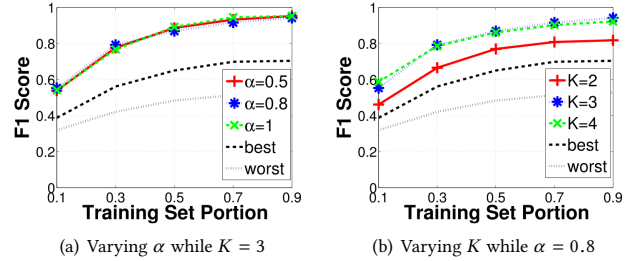 1
0.8
0.6
0.4
0.2
0
F1 Score
0.1 0.3 0.5 0.7 0.9
Training Set Portion
α=0.5
α=0.8
α=1
best
worst
(a) Varying α while K = 3
1
0.8
0.6
0.4
0.2
0
F1 Score
0.1 0.3 0.5 0.7 0.9
Training Set Portion
K=2
K=3
K=4
best
worst
(b) Varying K while α = 0.8